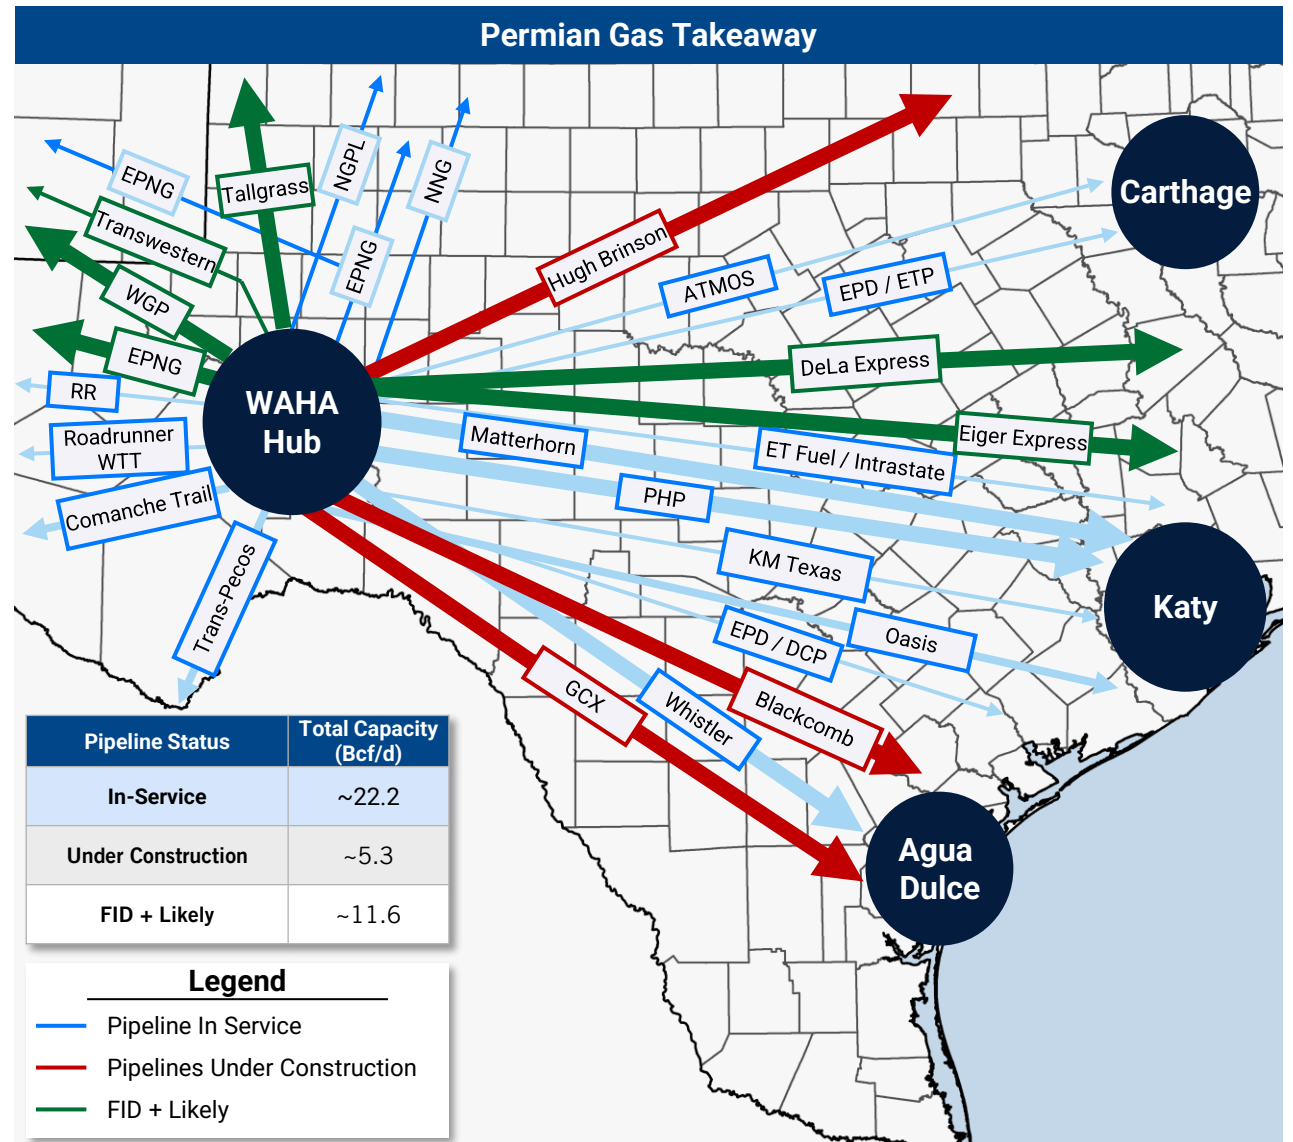 Permian Gas Takeaway
EPNG
Tallgrass
NGPL
NNG
Transwestern
EPNG
WGP
EPNG
RR
Roadrunner
WTT
Comanche Trail
Trans-Pecos
WAHA
Hub
Hugh Brinson
ATMOS
EPD / ETP
Carthage
DeLa Express
Eiger Express
Matterhorn
ET Fuel / Intrastate
PHP
KM Texas
Katy
EPD / DCP
Oasis
GCX
Whistler
Blackcomb
Agua
Dulce
Pipeline Status
Total Capacity
(Bcf/d)
In-Service
~22.2
Under Construction
~5.3
FID + Likely
~11.6
Legend
Pipeline In Service
Pipelines Under Construction
FID + Likely